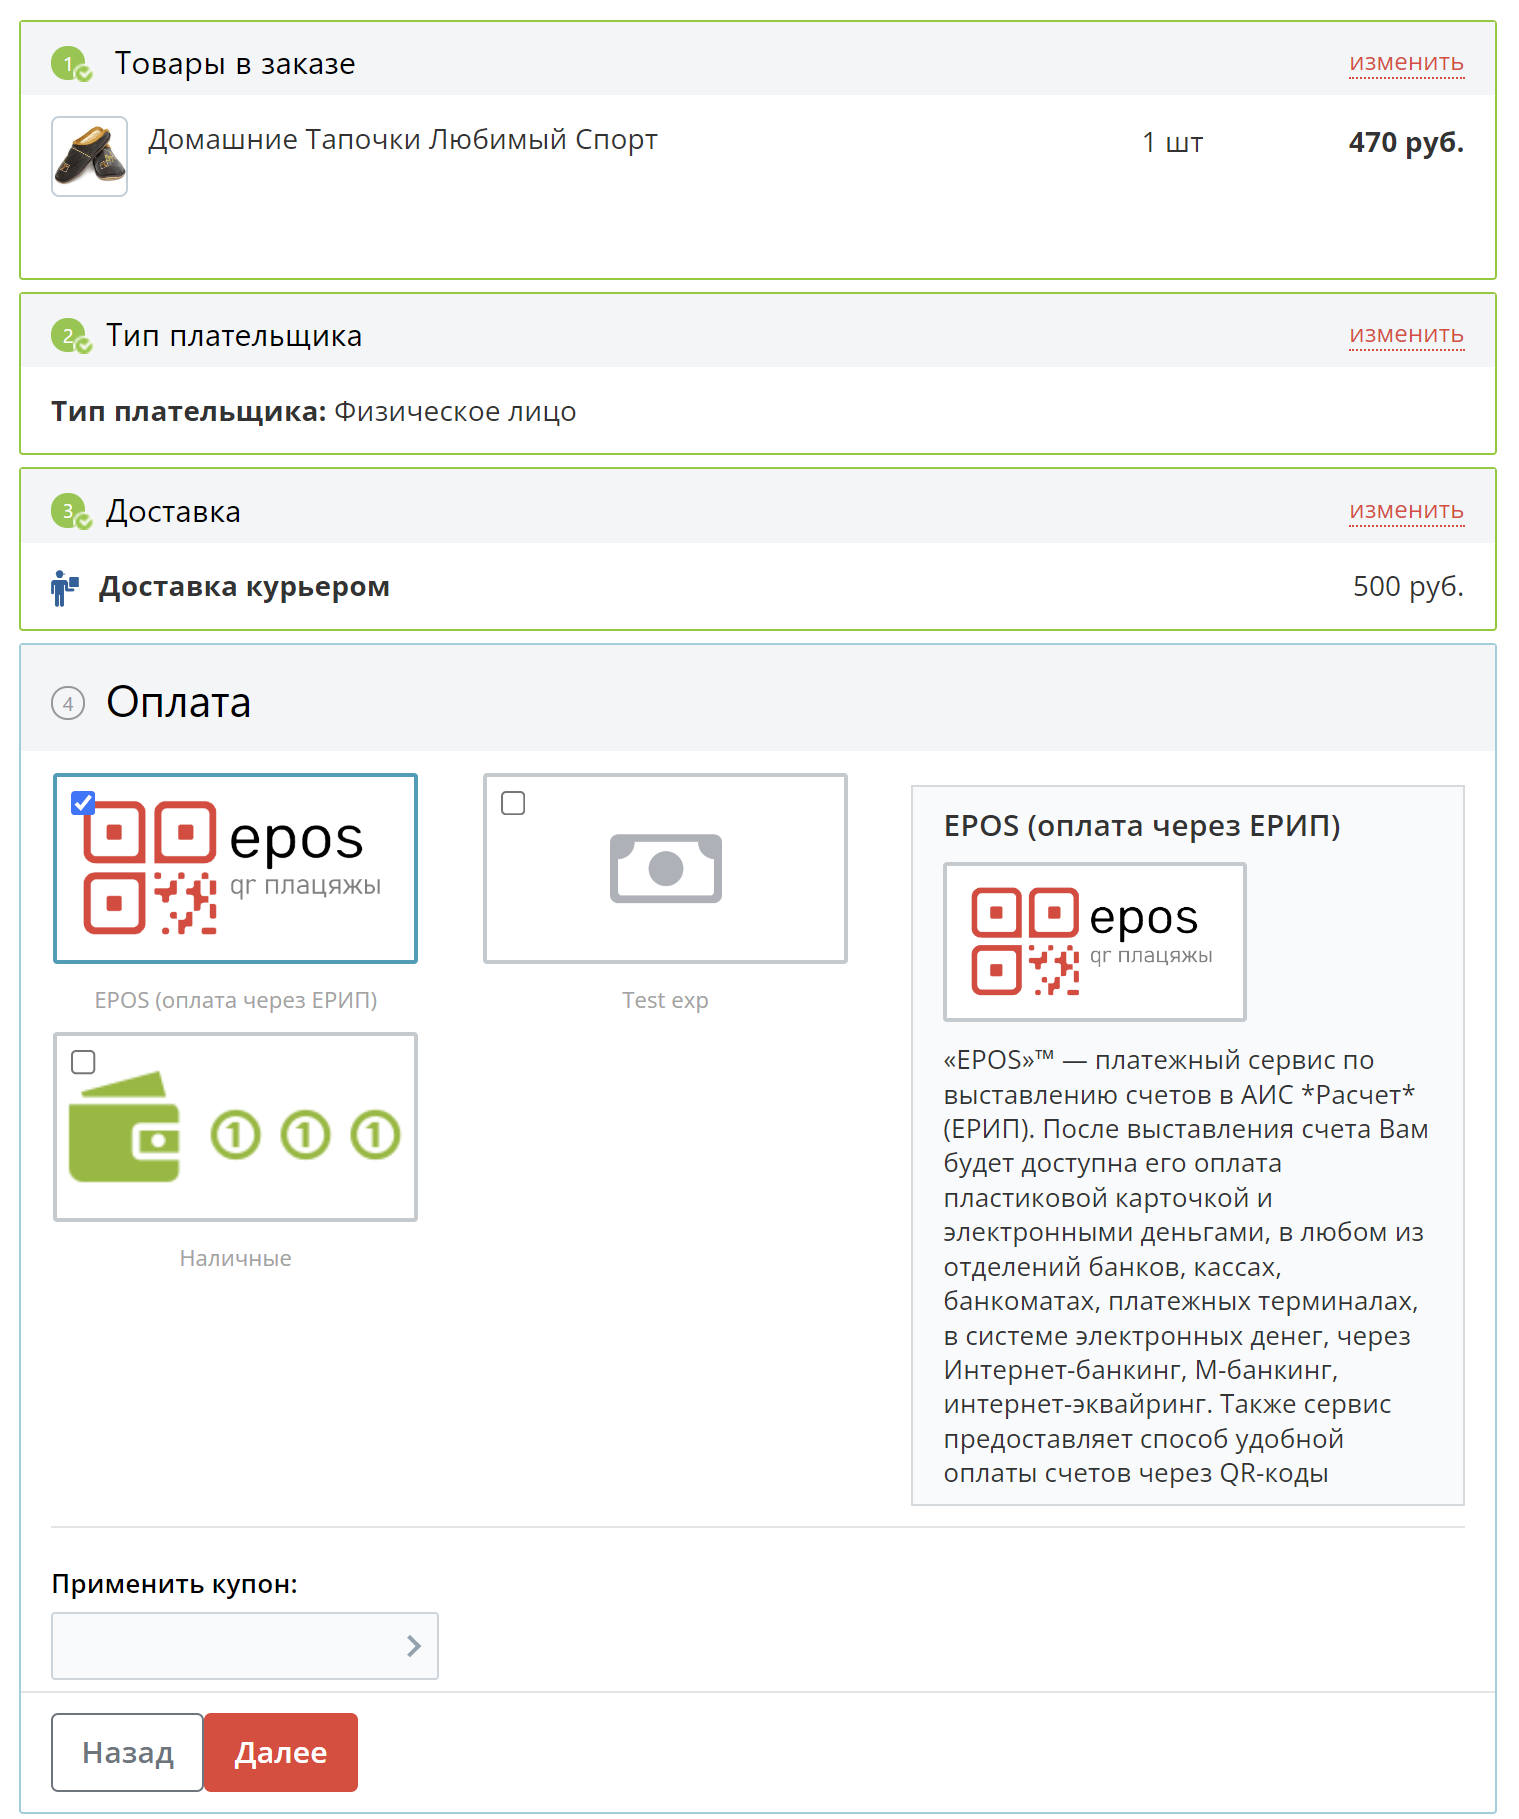 1 Товары в заказе изменить
Домашние Тапочки Любимый Спорт 1 шт 470 руб.
2 Тип плательщика изменить
Тип плательщика: Физическое лицо
3 Доставка изменить
Доставка курьером 500 руб.
4 Оплата
epos
qr плацяжы
EPOS (оплата через ЕРИП)
Test exp
1 1 1
Наличные
EPOS (оплата через ЕРИП)
epos
qr плацяжы
«EPOS»™ — платежный сервис по
выставлению счетов в АИС *Расчет*
(ЕРИП). После выставления счета Вам
будет доступна его оплата
пластиковой карточкой и
электронными деньгами, в любом из
отделений банков, кассах,
банкоматах, платежных терминалах,
в системе электронных денег, через
Интернет-банкинг, М-банкинг,
интернет-эквайринг. Также сервис
предоставляет способ удобной
оплаты счетов через QR-коды
Применить купон:
Назад Далее